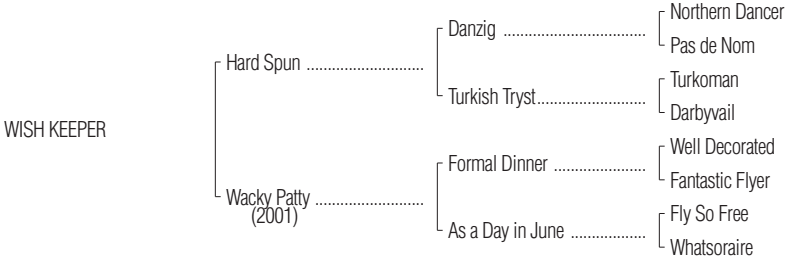 Northern Dancer
Danzig ................................
Pas de Nom
Hard Spun ..........................
Turkoman
Turkish Tryst........................
Darbyvail
WISH KEEPER
Well Decorated
Formal Dinner .....................
Fantastic Flyer
Wacky Patty ........................
(2001)
Fly So Free
As a Day in June .................
Whatsoraire